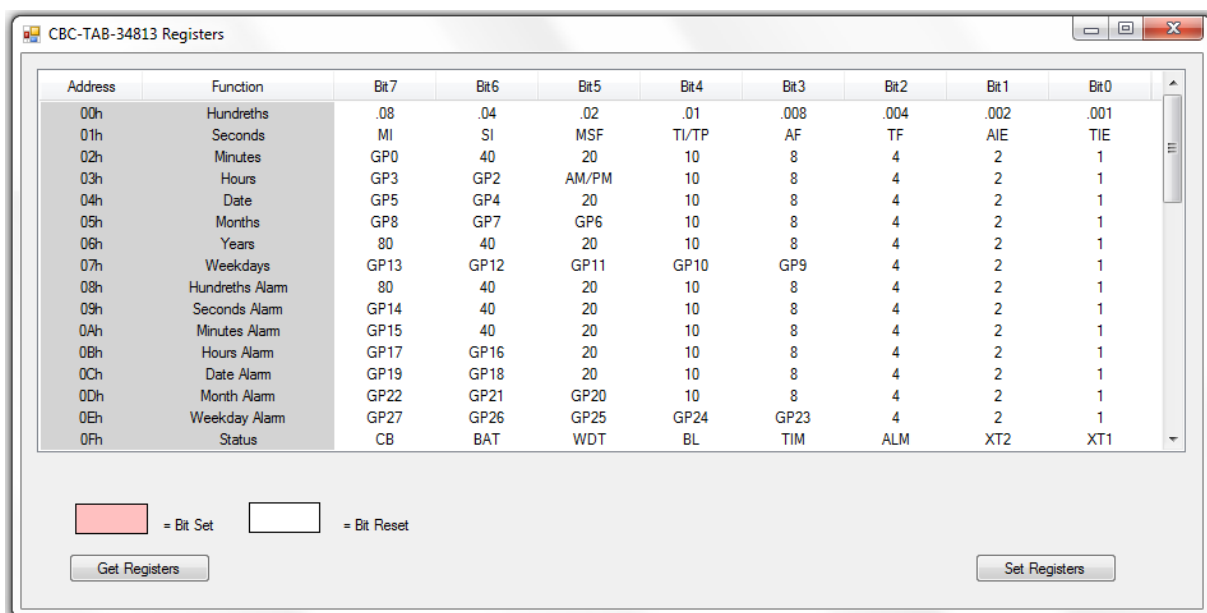 CBC-TAB-34813 Registers
Address Function Bit7 Bit6 Bit5 Bit4 Bit3 Bit2 Bit1 Bit0
00h Hundreths .08 .04 .02 .01 .008 .004 .002 .001
01h Seconds MI SI MSF TI/TP AF TF AIE TIE
02h Minutes GP0 40 20 10 8 4 2 1
03h Hours GP3 GP2 AM/PM 10 8 4 2 1
04h Date GP5 GP4 20 10 8 4 2 1
05h Months GP8 GP7 GP6 10 8 4 2 1
06h Years 80 40 20 10 8 4 2 1
07h Weekdays GP13 GP12 GP11 GP10 GP9 4 2 1
08h Hundreths Alarm 80 40 20 10 8 4 2 1
09h Seconds Alarm GP14 40 20 10 8 4 2 1
0Ah Minutes Alarm GP15 40 20 10 8 4 2 1
0Bh Hours Alarm GP17 GP16 20 10 8 4 2 1
0Ch Date Alarm GP19 GP18 20 10 8 4 2 1
0Dh Month Alarm GP22 GP21 GP20 10 8 4 2 1
0Eh Weekday Alarm GP27 GP26 GP25 GP24 GP23 4 2 1
0Fh Status CB BAT WDT BL TIM ALM XT2 XT1
= Bit Set = Bit Reset
Get Registers Set Registers